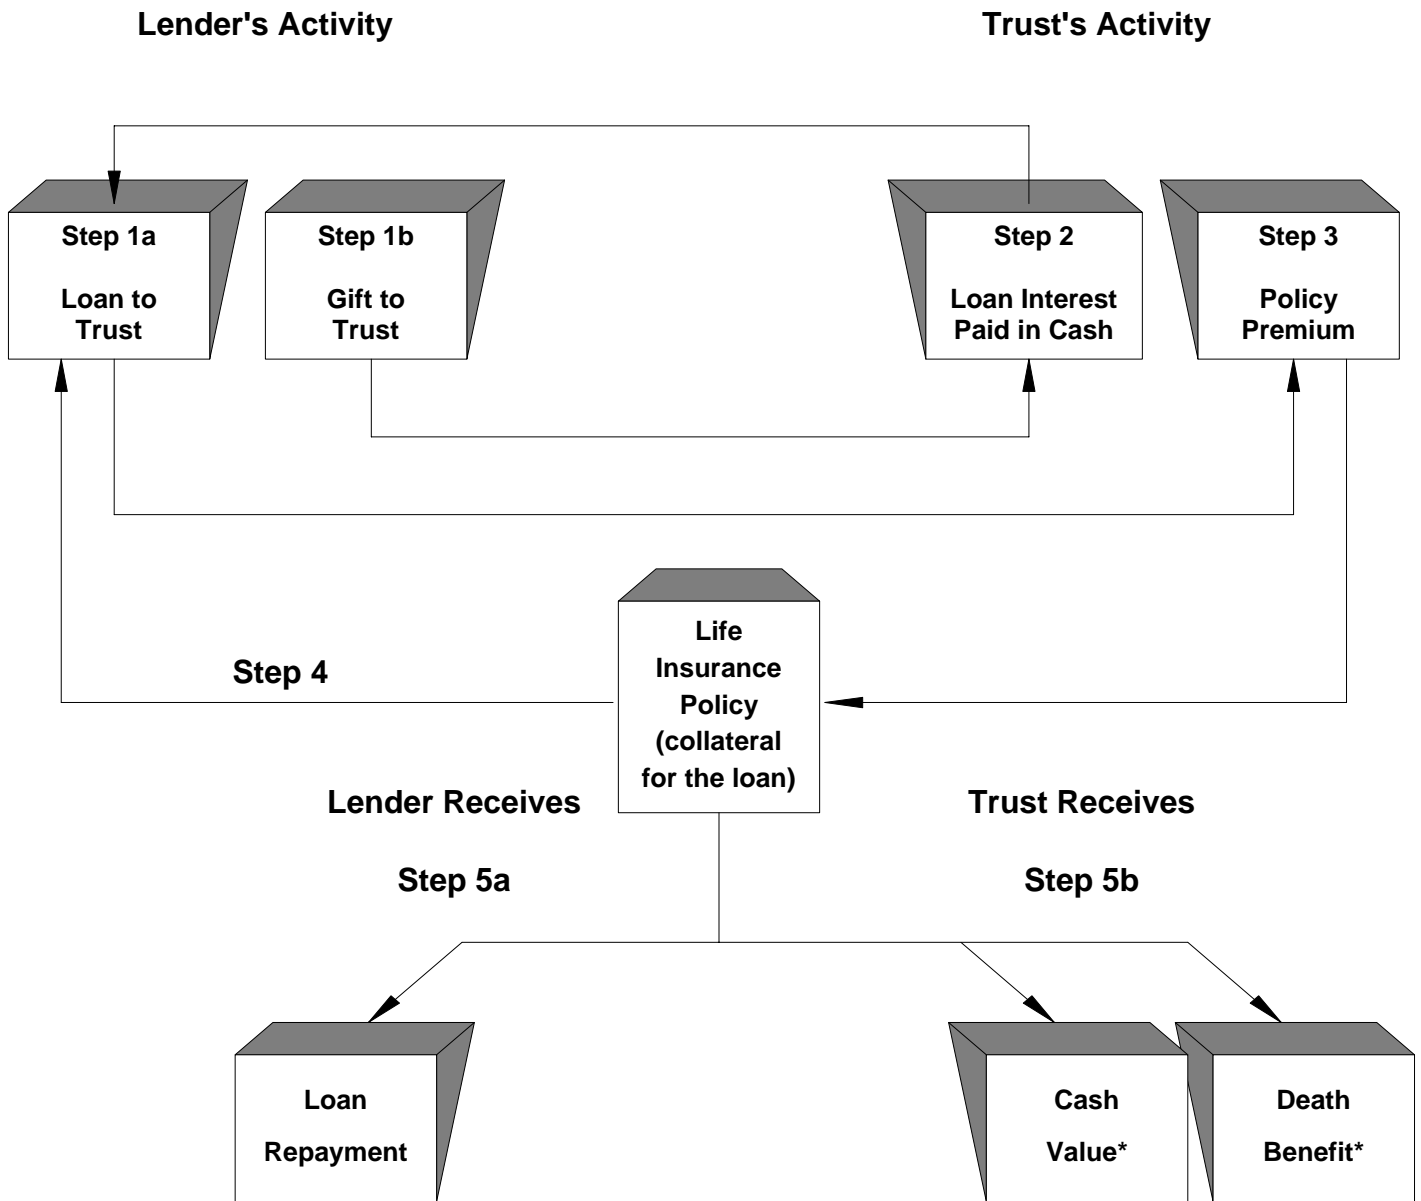 Lender's Activity
Trust's Activity
Step 1a
Loan to
Trust
Step 1b
Gift to
Trust
Step 2
Loan Interest
Paid in Cash
Step 3
Policy
Premium
Life
Insurance
Policy
(collateral
for the loan)
Step 4
Lender Receives
Trust Receives
Step 5a
Step 5b
Loan
Repayment
Cash
Value*
Death
Benefit*